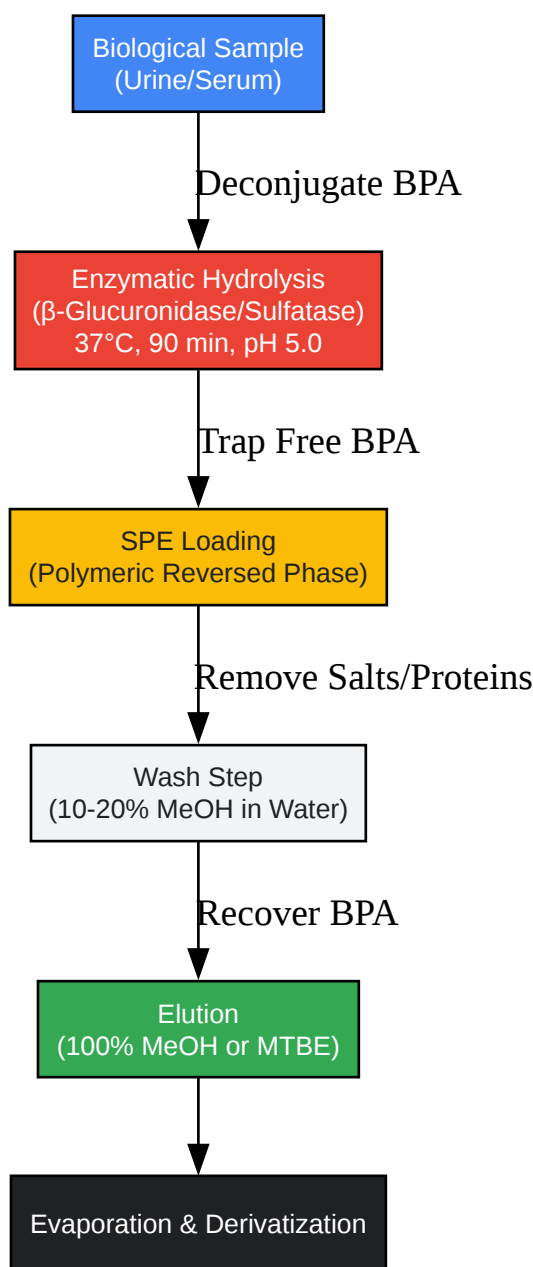 Biological Sample
(Urine/Serum)
Deconjugate BPA
Enzymatic Hydrolysis
(β-Glucuronidase/Sulfatase)
37°C, 90 min, pH 5.0
Trap Free BPA
SPE Loading
(Polymeric Reversed Phase)
Remove Salts/Proteins
Wash Step
(10-20% MeOH in Water)
Recover BPA
Elution
(100% MeOH or MTBE)
Evaporation & Derivatization